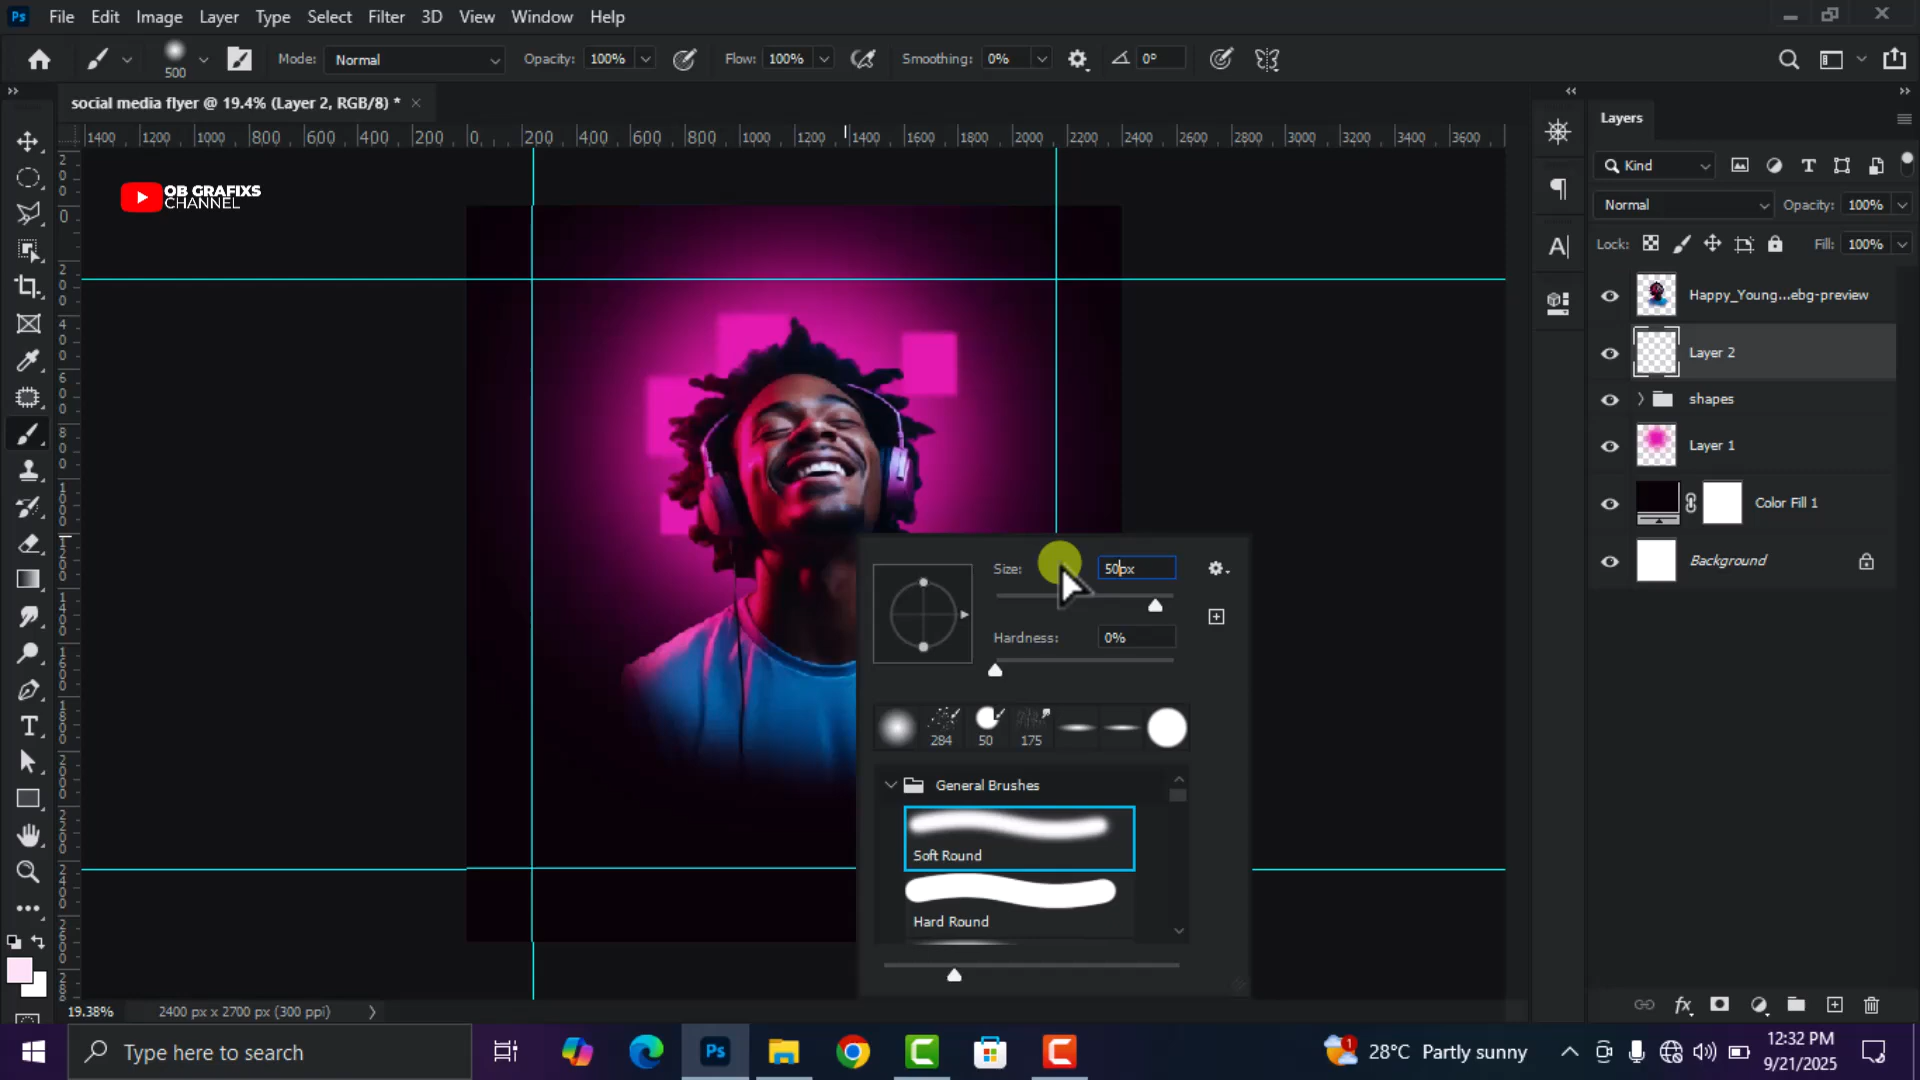 Ps File Edit Image Layer Type Select Filter 3D View Window Help
500 Mode: Normal Opacity: 100% Flow: 100% Smoothing: 0% 0°
social media flyer @ 19.4% (Layer 2, RGB/8) *
1400 1200 1000 800 600 400 200 0 200 400 600 800 1000 1200 1400 1600 1800 2000 2200 2400 2600 2800 3000 3200 3400 3600
OB GRAFIXS
CHANNEL
Layers
Kind
Normal Opacity: 100%
Lock: Fill: 100%
Happy_Young...ebg-preview
Layer 2
shapes
Layer 1
Color Fill 1
Background
Size: 50px
Hardness: 0%
284 50 175
General Brushes
Soft Round
Hard Round
19.38% 2400 px x 2700 px (300 ppi)
Type here to search
Ps
1
28°C Partly sunny
12:32 PM
9/21/2025